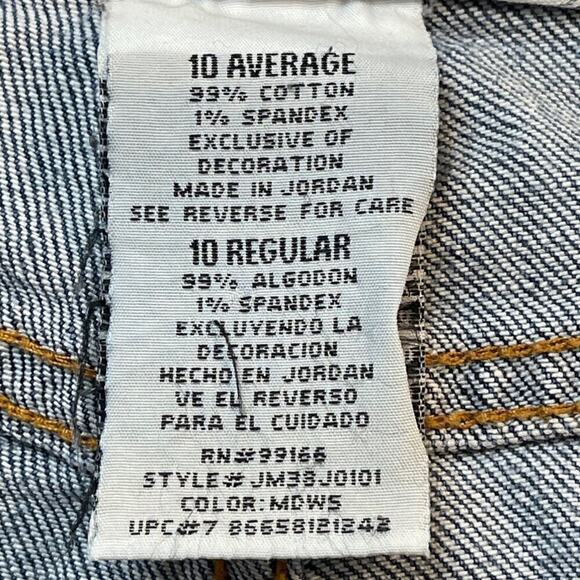 10 AVERAGE
99% COTTON
1% SPANDEX
EXCLUSIVE OF
DECORATION
MADE IN JORDAN
SEE REVERSE FOR CARE
10 REGULAR
99% ALGODON
1% SPANDEX
EXCLUYENDO LA
DECORACION
HECHO EN JORDAN
VE EL REVERSO
PARA EL CUIDADO
RN#99166
STYLE# JM38J0101
COLOR: MDWS
UPC#7 86658121242